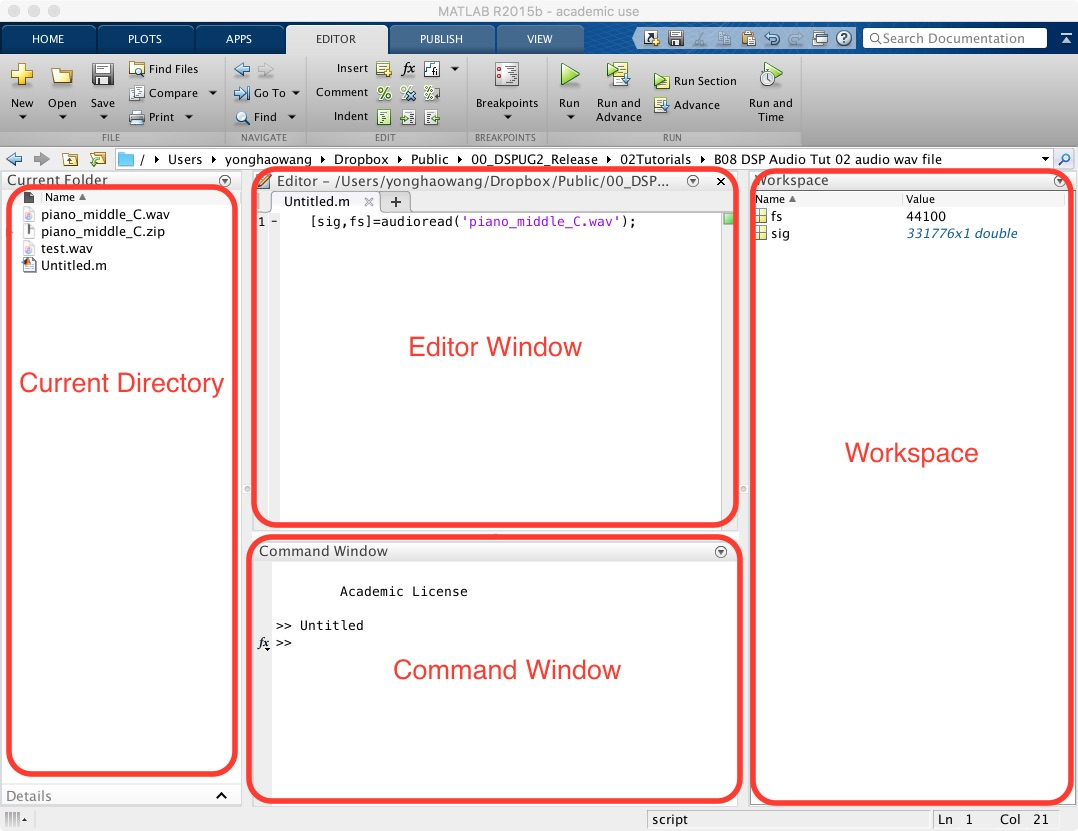 MATLAB R2015b - academic use
HOME PLOTS APPS EDITOR PUBLISH VIEW
Search Documentation
New Open Save
Find Files
Compare
Print
FILE
Go To
Find
NAVIGATE
Insert fx
Comment %
Indent
EDIT
Breakpoints
BREAKPOINTS
Run
Run and Advance
Run Section
Advance
Run and Time
RUN
/ Users yonghaowang Dropbox Public 00_DSPUG2_Release 02Tutorials B08 DSP Audio Tut 02 audio wav file
Current Folder
Name
piano_middle_C.wav
piano_middle_C.zip
test.wav
Untitled.m
Current Directory
Details
Editor - /Users/yonghaowang/Dropbox/Public/00_DSP...
Untitled.m
1 - [sig,fs]=audioread('piano_middle_C.wav');
Editor Window
Command Window
Academic License
>> Untitled
fx >>
Command Window
Workspace
Name Value
fs 44100
sig 331776x1 double
Workspace
script Ln 1 Col 21